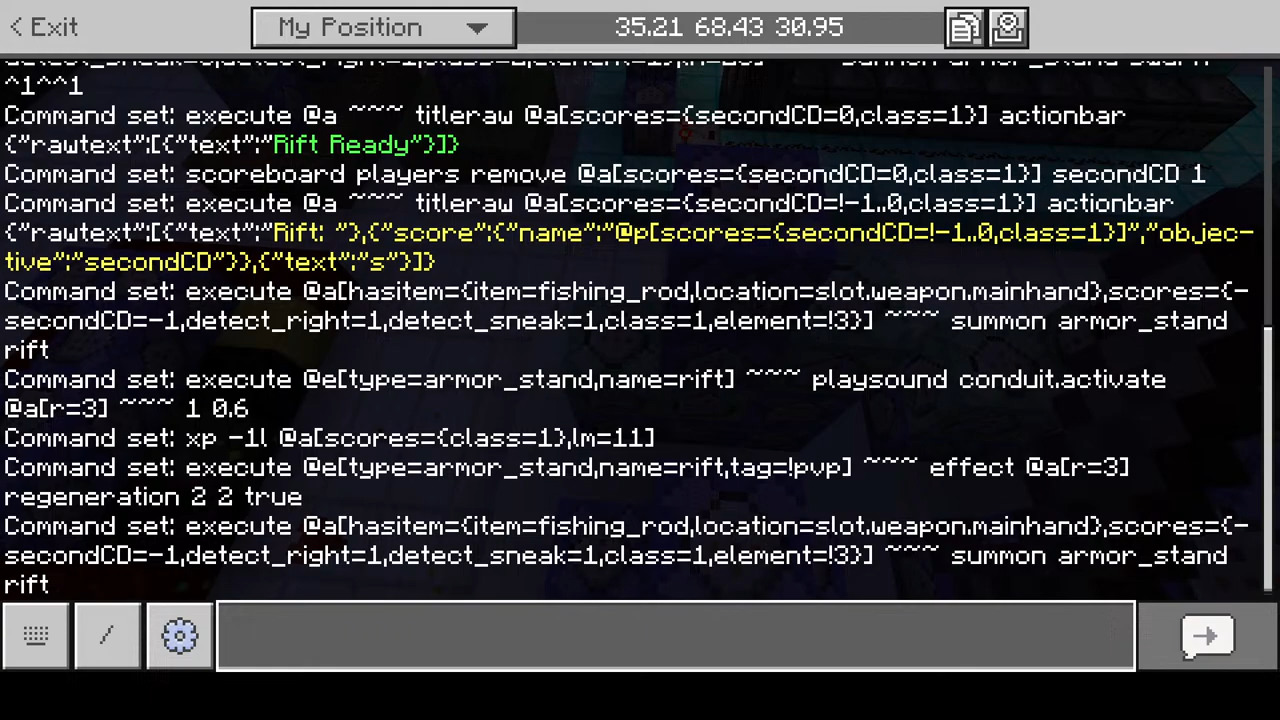 < Exit
My Position
35.21 68.43 30.95
^1^^1
Command set: execute @a ~~~ titleraw @a[scores={secondCD=0,class=1}] actionbar
{"rawtext":[{"text":"Rift Ready"}]}
Command set: scoreboard players remove @a[scores={secondCD=0,class=1}] secondCD 1
Command set: execute @a ~~~ titleraw @a[scores={secondCD=!-1..0,class=1}] actionbar
{"rawtext":[{"text":"Rift: "},{"score":{"name":"@p[scores={secondCD=!-1..0,class=1}]","objec-
tive":"secondCD"}},{"text":"s"}]}
Command set: execute @a[hasitem={item=fishing_rod,location=slot.weapon.mainhand},scores={-
secondCD=-1,detect_right=1,detect_sneak=1,class=1,element=!3}] ~~~ summon armor_stand
rift
Command set: execute @e[type=armor_stand,name=rift] ~~~ playsound conduit.activate
@a[r=3] ~~~ 1 0.6
Command set: xp -1l @a[scores={class=1},lm=11]
Command set: execute @e[type=armor_stand,name=rift,tag=!pvp] ~~~ effect @a[r=3]
regeneration 2 2 true
Command set: execute @a[hasitem={item=fishing_rod,location=slot.weapon.mainhand},scores={-
secondCD=-1,detect_right=1,detect_sneak=1,class=1,element=!3}] ~~~ summon armor_stand
rift
/